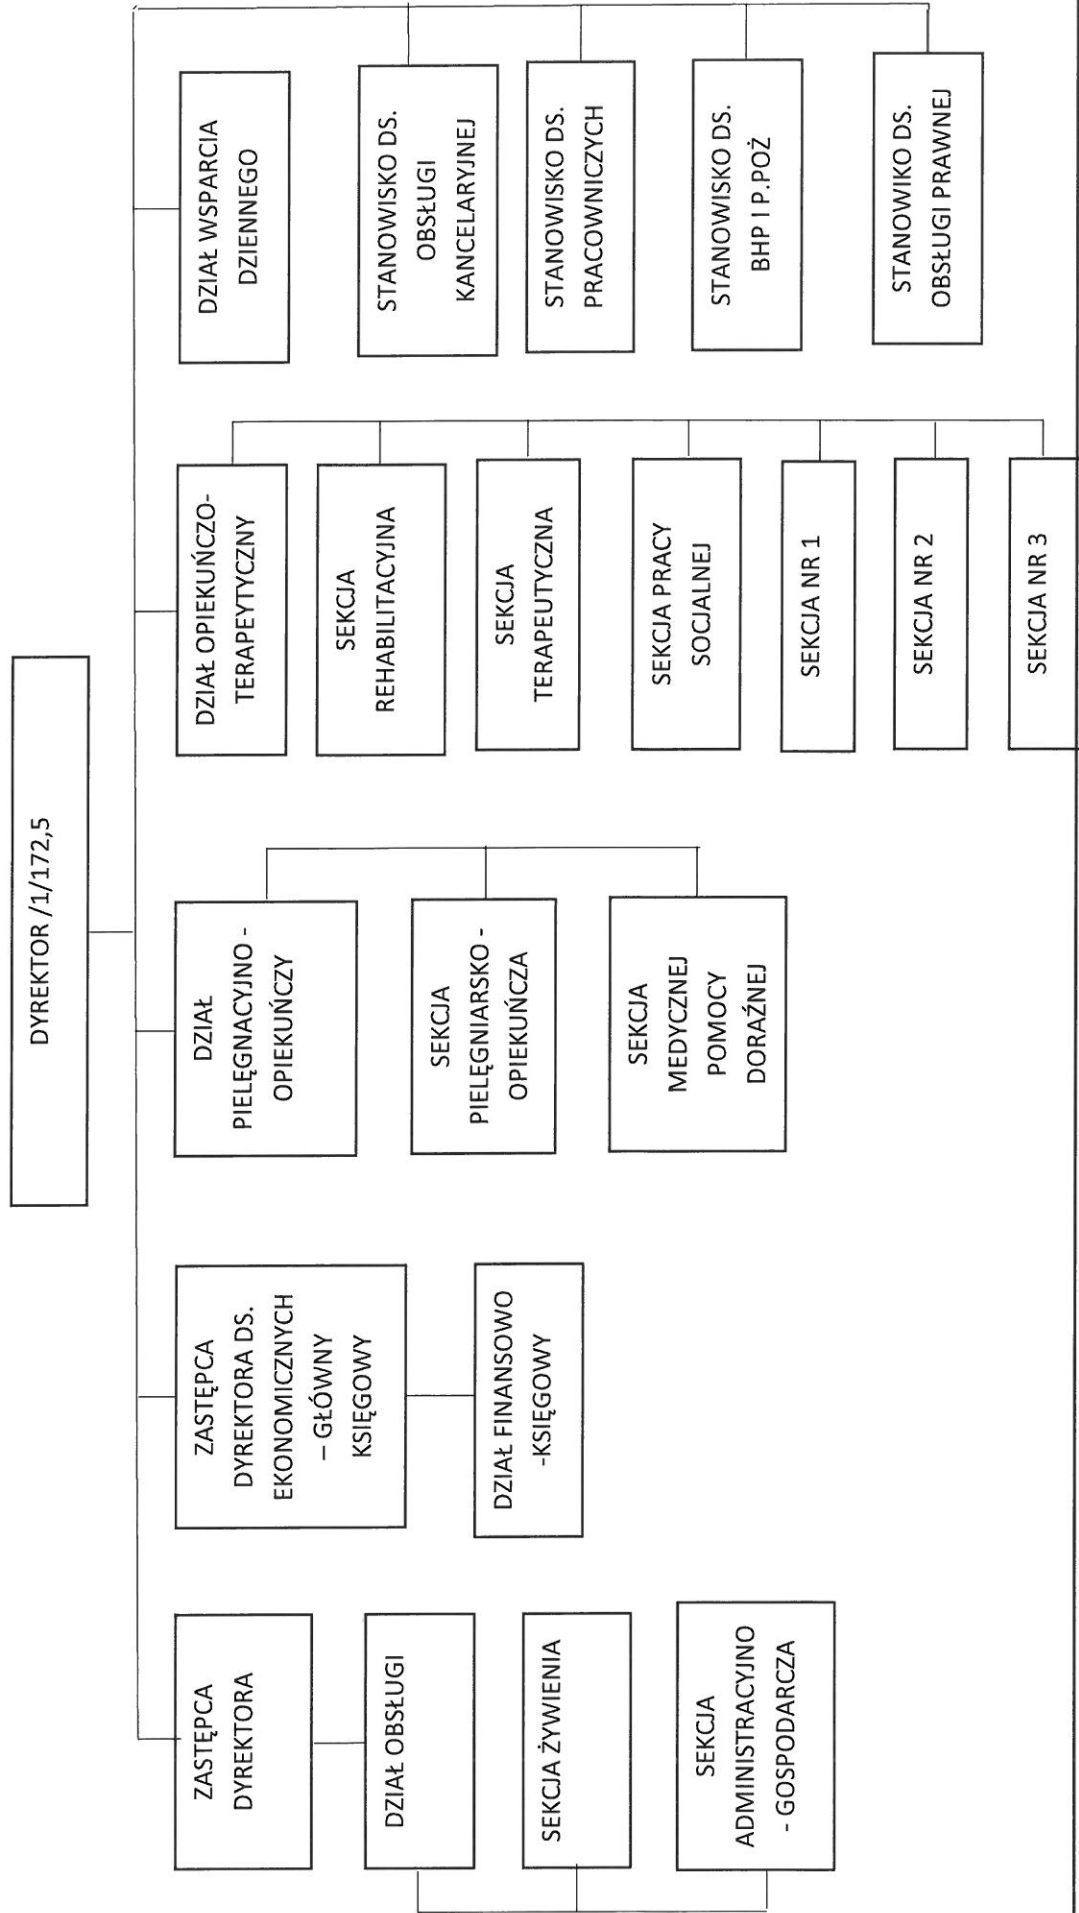 DYREKTOR /1/172,5
ZASTĘPCA
DYREKTORA
DZIAŁ OBSŁUGI
SEKCJA ŻYWIENIA
SEKCJA
ADMINISTRACYJNO
- GOSPODARCZA
ZASTĘPCA
DYREKTORA DS.
EKONOMICZNYCH
– GŁÓWNY
KSIĘGOWY
DZIAŁ FINANSOWO
-KSIĘGOWY
DZIAŁ
PIELĘGNACYJNO -
OPIEKUŃCZY
SEKCJA
PIELĘGNIARSKO -
OPIEKUŃCZA
SEKCJA
MEDYCZNEJ
POMOCY
DORAŹNEJ
DZIAŁ OPIEKUŃCZO-
TERAPEYTYCZNY
SEKCJA
REHABILITACYJNA
SEKCJA
TERAPEUTYCZNA
SEKCJA PRACY
SOCJALNEJ
SEKCJA NR 1
SEKCJA NR 2
SEKCJA NR 3
DZIAŁ WSPARCIA
DZIENNEGO
STANOWISKO DS.
OBSŁUGI
KANCELARYJNEJ
STANOWISKO DS.
PRACOWNICZYCH
STANOWISKO DS.
BHP I P.POŻ
STANOWIKO DS.
OBSŁUGI PRAWNEJ